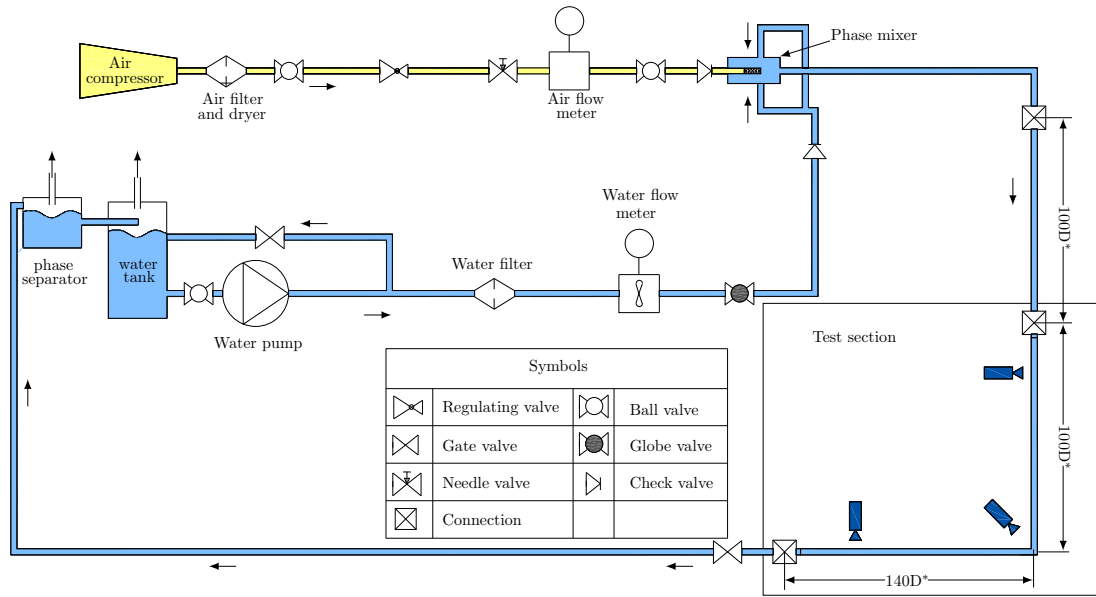 Air
compressor
Air filter
and dryer
Air flow
meter
Phase mixer
100D*
Water flow
meter
phase
separator
water
tank
Water filter
Water pump
Test section
Symbols
Regulating valve
Ball valve
Gate valve
Globe valve
Needle valve
Check valve
Connection
100D*
140D*